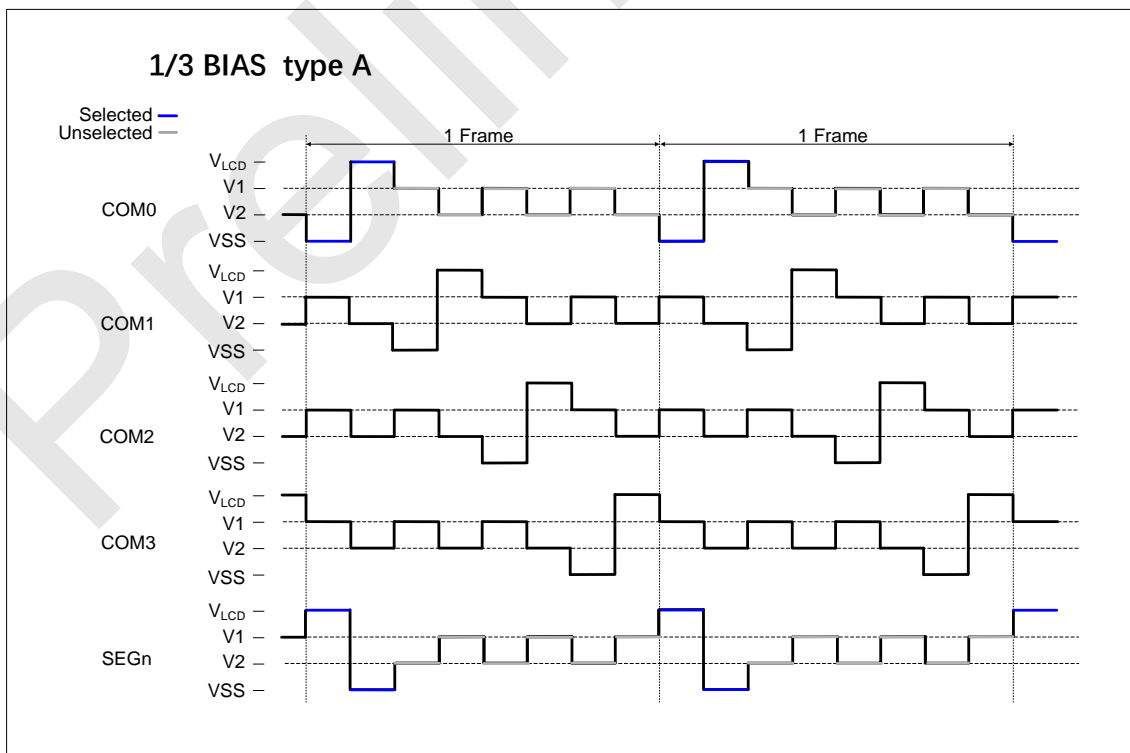 1/3 BIAS type A
Selected
Unselected
1 Frame
1 Frame
COM0
VLCD
V1
V2
VSS
COM1
VLCD
V1
V2
VSS
COM2
VLCD
V1
V2
VSS
COM3
VLCD
V1
V2
VSS
SEGn
VLCD
V1
V2
VSS